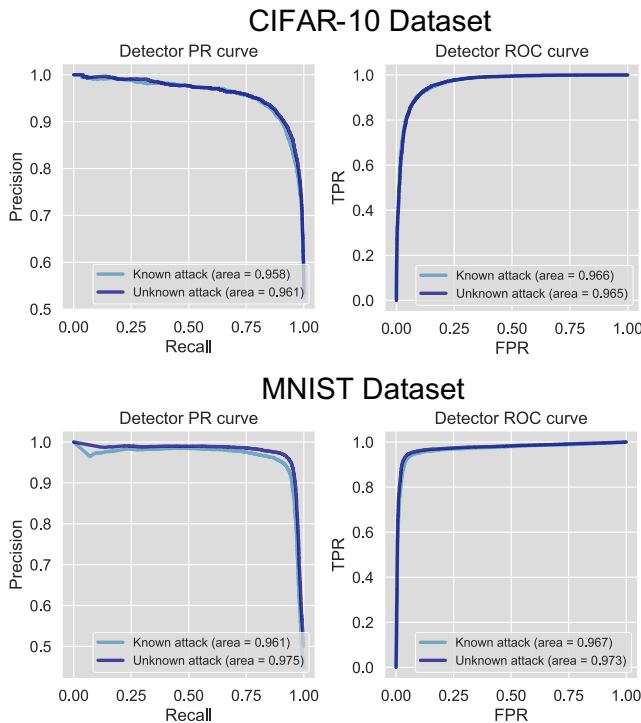 CIFAR-10 Dataset
Detector PR curve
Precision
1.0
0.9
0.8
0.7
0.6
0.5
Known attack (area = 0.958)
Unknown attack (area = 0.961)
0.00 0.25 0.50 0.75 1.00
Recall
Detector ROC curve
TPR
1.0
0.8
0.6
0.4
0.2
0.0
Known attack (area = 0.966)
Unknown attack (area = 0.965)
0.00 0.25 0.50 0.75 1.00
FPR
MNIST Dataset
Detector PR curve
Precision
1.0
0.9
0.8
0.7
0.6
0.5
Known attack (area = 0.961)
Unknown attack (area = 0.975)
0.00 0.25 0.50 0.75 1.00
Recall
Detector ROC curve
TPR
1.0
0.8
0.6
0.4
0.2
0.0
Known attack (area = 0.967)
Unknown attack (area = 0.973)
0.00 0.25 0.50 0.75 1.00
FPR